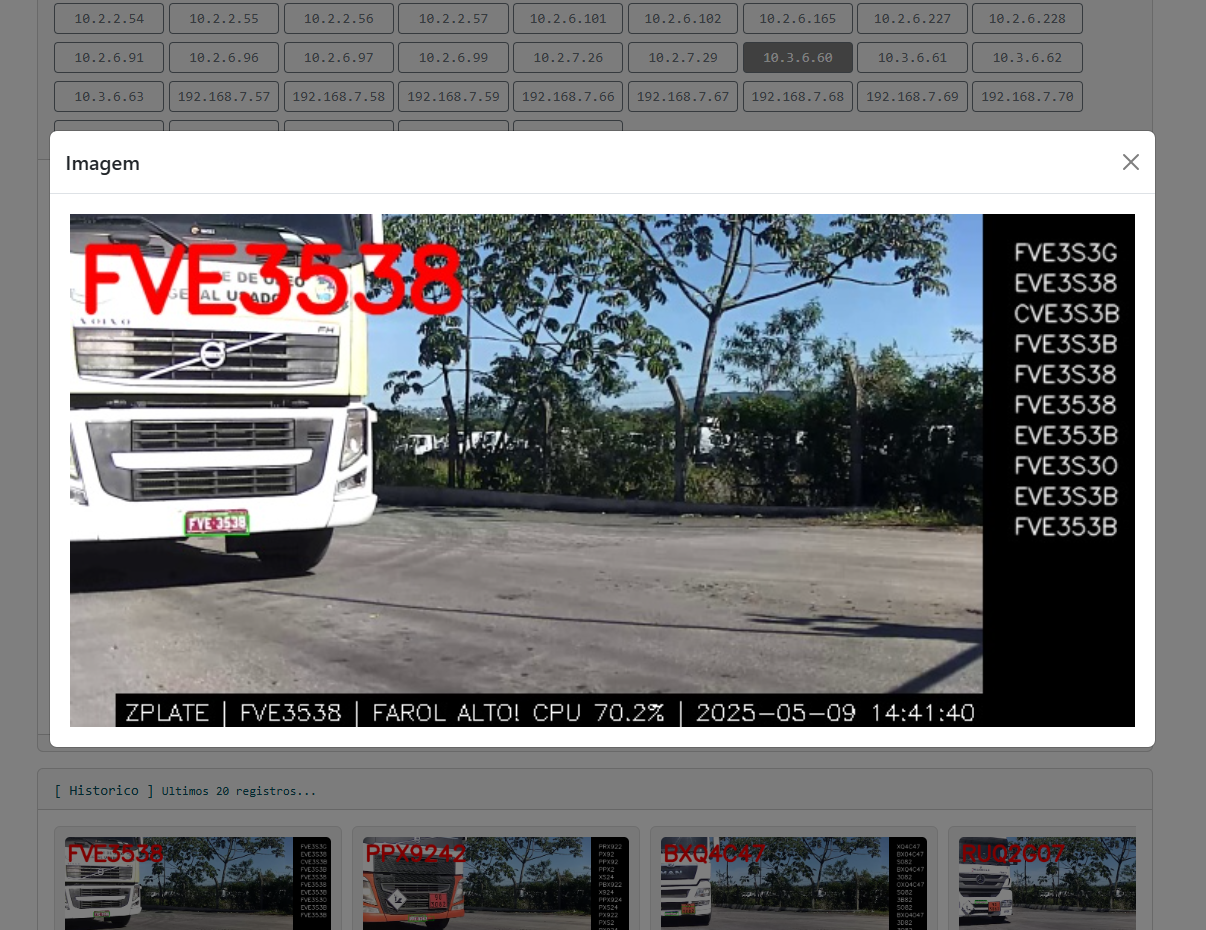 10.2.2.54 10.2.2.55 10.2.2.56 10.2.2.57 10.2.6.101 10.2.6.102 10.2.6.165 10.2.6.227 10.2.6.228
10.2.6.91 10.2.6.96 10.2.6.97 10.2.6.99 10.2.7.26 10.2.7.29 10.3.6.60 10.3.6.61 10.3.6.62
10.3.6.63 192.168.7.57 192.168.7.58 192.168.7.59 192.168.7.66 192.168.7.67 192.168.7.68 192.168.7.69 192.168.7.70
Imagem
FVE3538
DE
USADO
VOLVO
FH
FVE-3538
FVE3S3G
EVE3S38
CVE3S3B
FVE3S3B
FVE3S38
FVE3538
EVE353B
FVE3S30
EVE3S3B
FVE353B
ZPLATE | FVE3538 | FAROL ALTO! CPU 70.2% | 2025-05-09 14:41:40
[ Historico ] Ultimos 20 registros...
FVE3538 PPX9242 BXQ4C47 RUQ2G07